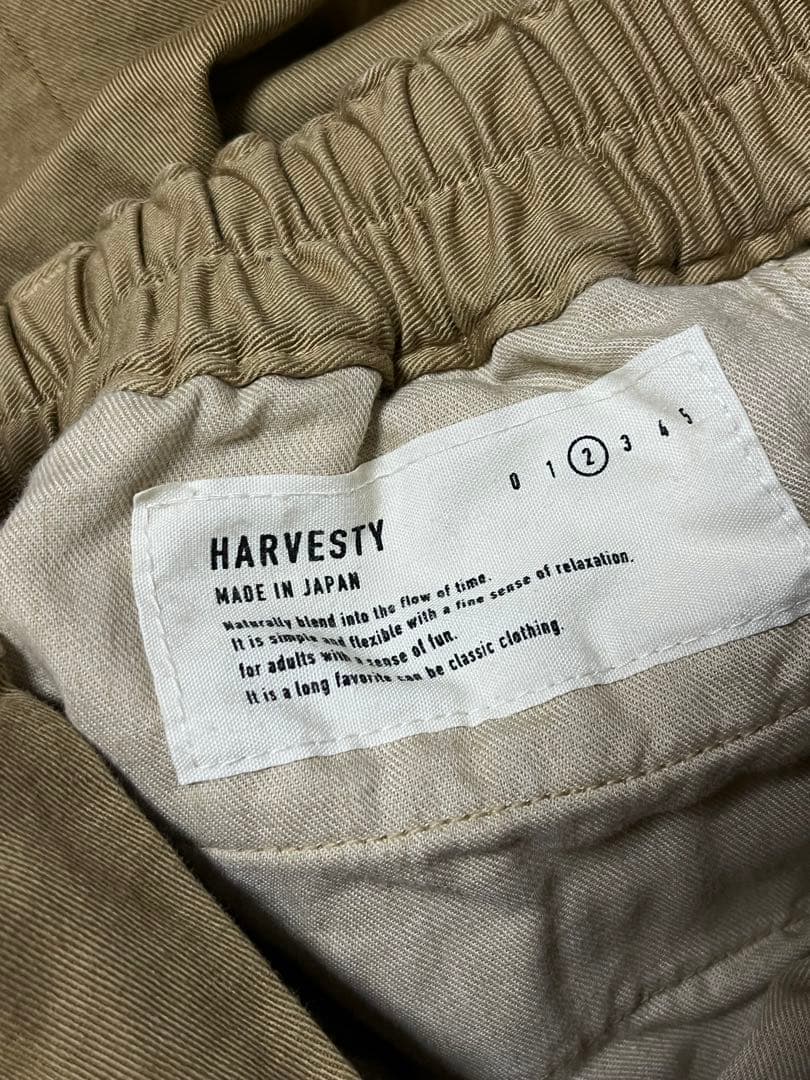 0 1 2 3 4 5
HARVESTY
MADE IN JAPAN
Naturally blend into the flow of time.
It is simple and flexible with a fine sense of relaxation.
for adults with a sense of fun.
It is a long favorite can be classic clothing.